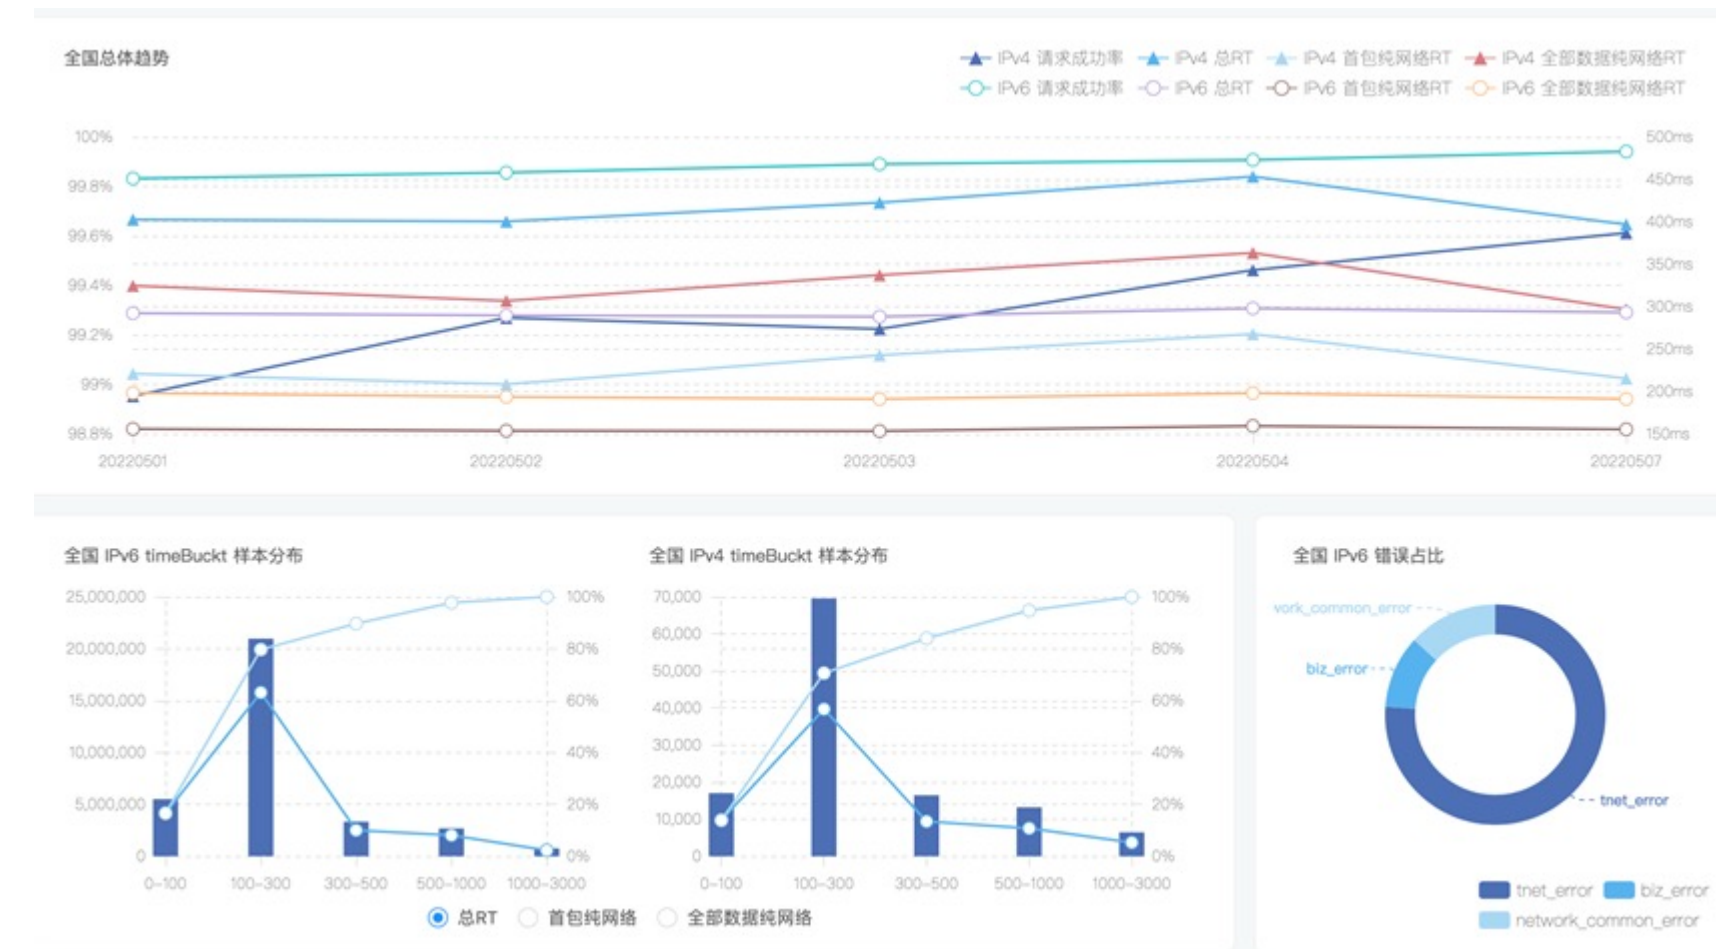 全国总体趋势
IPv4 请求成功率 IPv4 总RT IPv4 首包纯网络RT IPv4 全部数据纯网络RT
IPv6 请求成功率 IPv6 总RT IPv6 首包纯网络RT IPv6 全部数据纯网络RT
100% 500ms
99.8% 450ms
99.6% 400ms
350ms
99.4% 300ms
99.2% 250ms
99% 200ms
98.8% 150ms
20220501 20220502 20220503 20220504 20220507
全国 IPv6 timeBuckt 样本分布
25,000,000 100%
20,000,000 80%
15,000,000 60%
10,000,000 40%
5,000,000 20%
0 0%
0-100 100-300 300-500 500-1000 1000-3000
全国 IPv4 timeBuckt 样本分布
70,000 100%
60,000
50,000 80%
40,000 60%
30,000 40%
20,000
10,000 20%
0 0%
0-100 100-300 300-500 500-1000 1000-3000
总RT 首包纯网络 全部数据纯网络
全国 IPv6 错误占比
work_common_error
biz_error
tnet_error
tnet_error biz_error
network_common_error